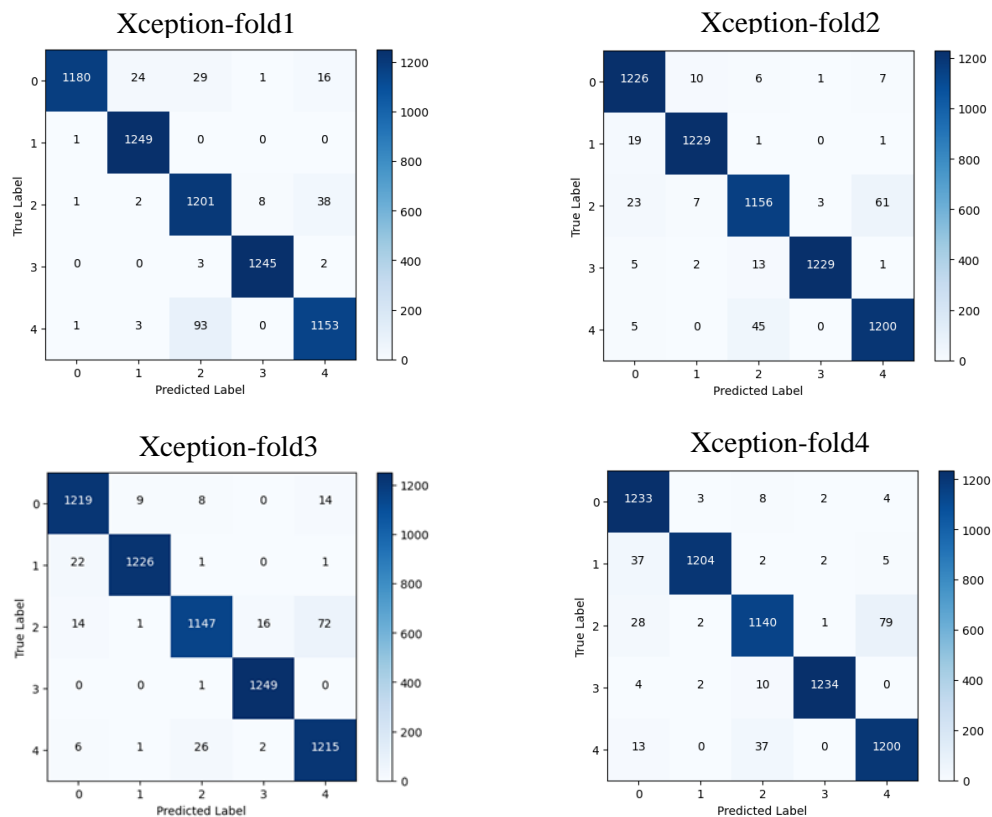 Xception-fold1
0 1180 24 29 1 16
1 1 1249 0 0 0
2 1 2 1201 8 38
3 0 0 3 1245 2
4 1 3 93 0 1153
0 1 2 3 4
Predicted Label
True Label
1200
1000
800
600
400
200
0
Xception-fold2
0 1226 10 6 1 7
1 19 1229 1 0 1
2 23 7 1156 3 61
3 5 2 13 1229 1
4 5 0 45 0 1200
0 1 2 3 4
Predicted Label
True Label
1200
1000
800
600
400
200
0
Xception-fold3
0 1219 9 8 0 14
1 22 1226 1 0 1
2 14 1 1147 16 72
3 0 0 1 1249 0
4 6 1 26 2 1215
0 1 2 3 4
Predicted Label
True Label
1200
1000
800
600
400
200
0
Xception-fold4
0 1233 3 8 2 4
1 37 1204 2 2 5
2 28 2 1140 1 79
3 4 2 10 1234 0
4 13 0 37 0 1200
0 1 2 3 4
Predicted Label
True Label
1200
1000
800
600
400
200
0